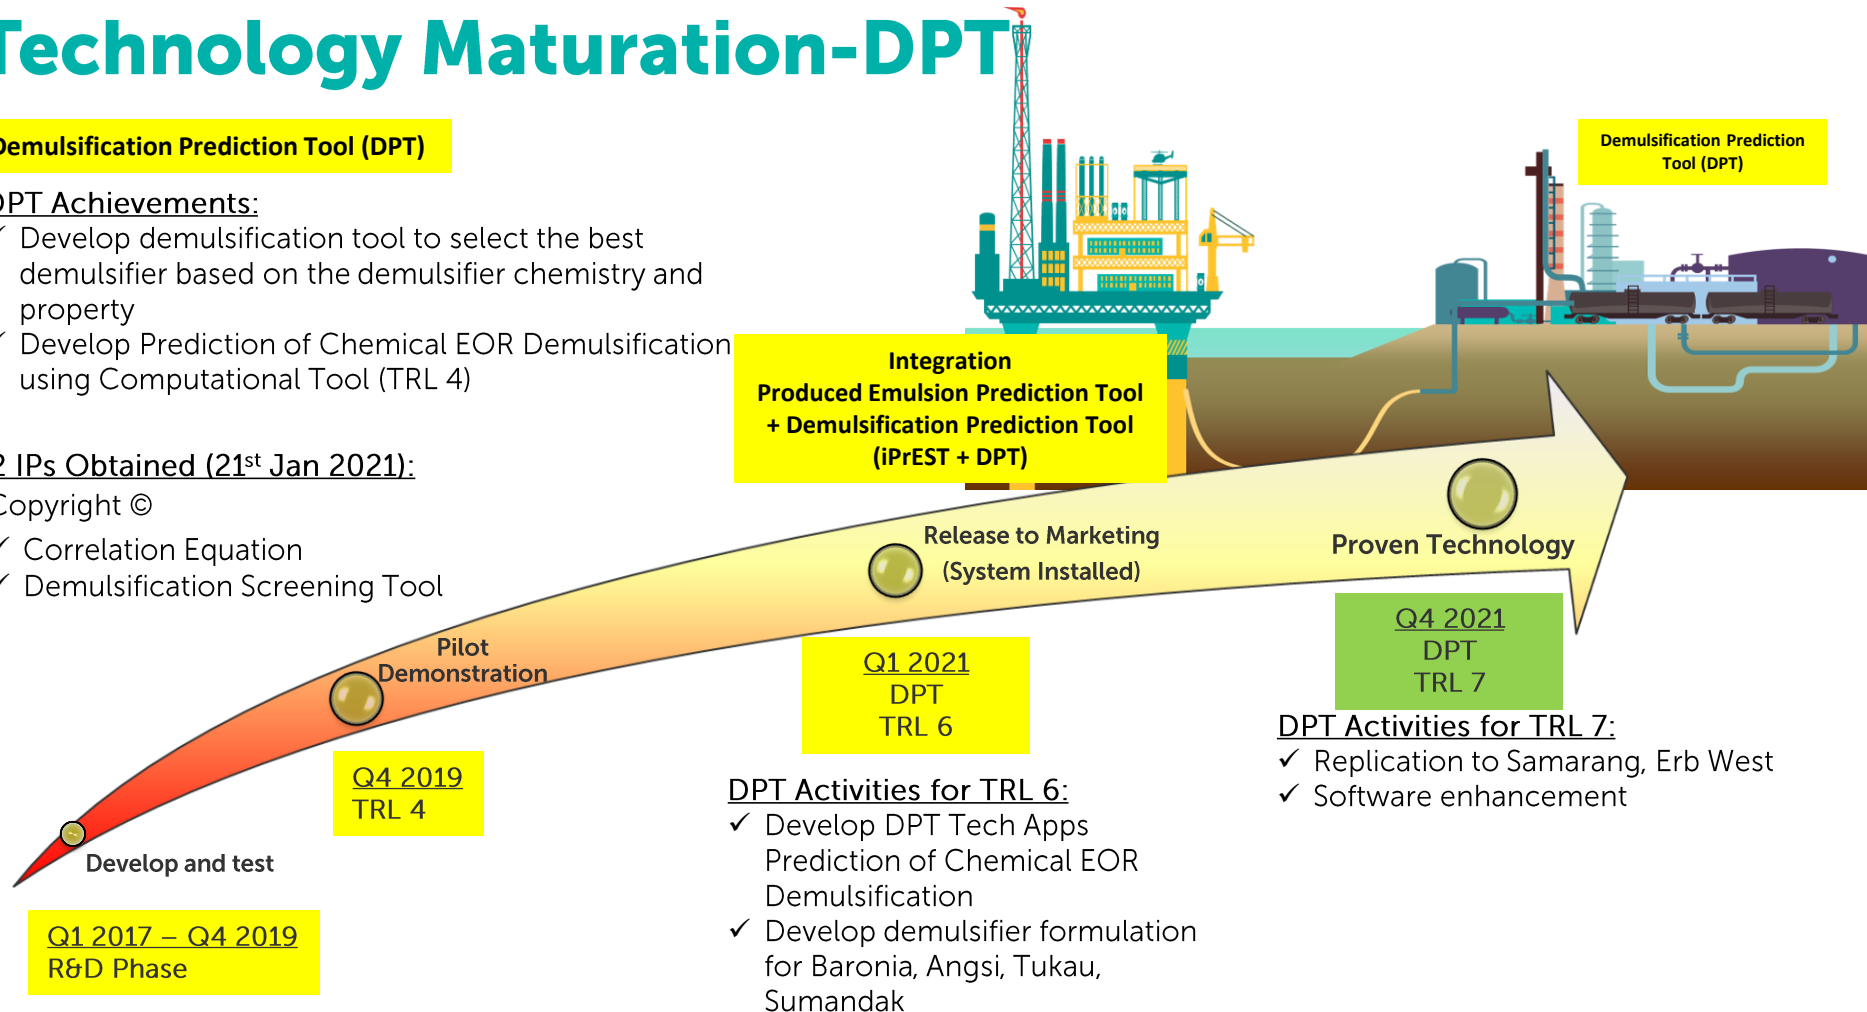 Technology Maturation-DPT
Demulsification Prediction Tool (DPT)
Demulsification Prediction
Tool (DPT)
DPT Achievements:
✓ Develop demulsification tool to select the best
demulsifier based on the demulsifier chemistry and
property
✓ Develop Prediction of Chemical EOR Demulsification
using Computational Tool (TRL 4)
2 IPs Obtained (21st Jan 2021):
Copyright ©
✓ Correlation Equation
✓ Demulsification Screening Tool
Integration
Produced Emulsion Prediction Tool
+ Demulsification Prediction Tool
(iPrEST + DPT)
Develop and test
Q1 2017 – Q4 2019
R&D Phase
Pilot
Demonstration
Q4 2019
TRL 4
Release to Marketing
(System Installed)
Q1 2021
DPT
TRL 6
DPT Activities for TRL 6:
✓ Develop DPT Tech Apps
Prediction of Chemical EOR
Demulsification
✓ Develop demulsifier formulation
for Baronia, Angsi, Tukau,
Sumandak
Proven Technology
Q4 2021
DPT
TRL 7
DPT Activities for TRL 7:
✓ Replication to Samarang, Erb West
✓ Software enhancement